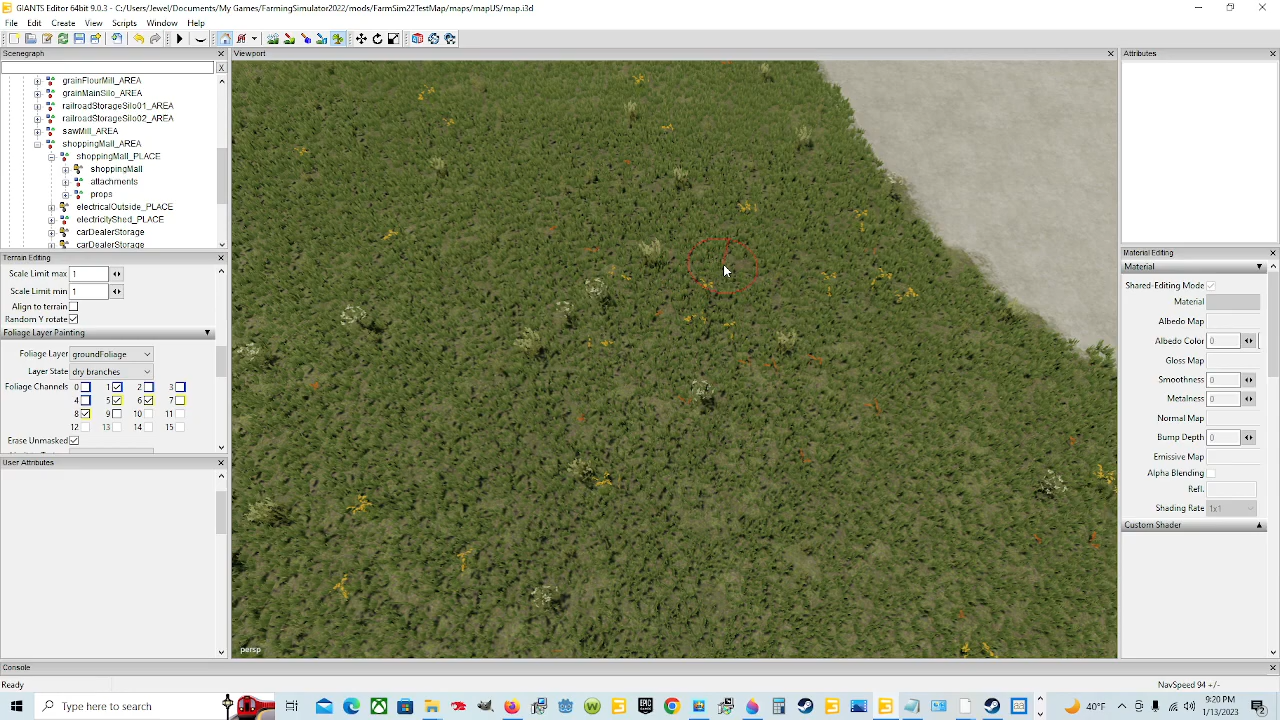 GIANTS Editor 64bit 9.0.3 - C:/Users/Jewel/Documents/My Games/FarmingSimulator2022/mods/FarmSim22TestMap/maps/mapUS/map.i3d
File Edit View Scripts Create Window Help
Scenegraph
X
grainFlourMill_AREA
grainMainSilo_AREA
railroadStorageSilo01_AREA
railroadStorageSilo02_AREA
sawMill_AREA
shoppingMall_AREA
shoppingMall_PLACE
shoppingMall
attachments
props
electricalOutside_PLACE
electricityShed_PLACE
carDealerStorage
carDealerStorage
Terrain Editing
Scale Limit max 1
Scale Limit min 1
Align to terrain
Random Y rotate
Foliage Layer Painting
Foliage Layer groundFoliage
Layer State dry branches
Foliage Channels 0 1 2 3
4 5 6 7
8 9 10 11
12 13 14 15
Erase Unmasked
User Attributes
Viewport
persp
Attributes
Material Editing
Material
Shared-Editing Mode
Material
Albedo Map
Albedo Color 0
Gloss Map
Smoothness 0
Metalness 0
Normal Map
Bump Depth 0
Emissive Map
Alpha Blending
Refl.
Shading Rate 1x1
Custom Shader
Console
Ready
NavSpeed 94 +/-
Type here to search
40°F
9:20 PM
1/13/2023
2